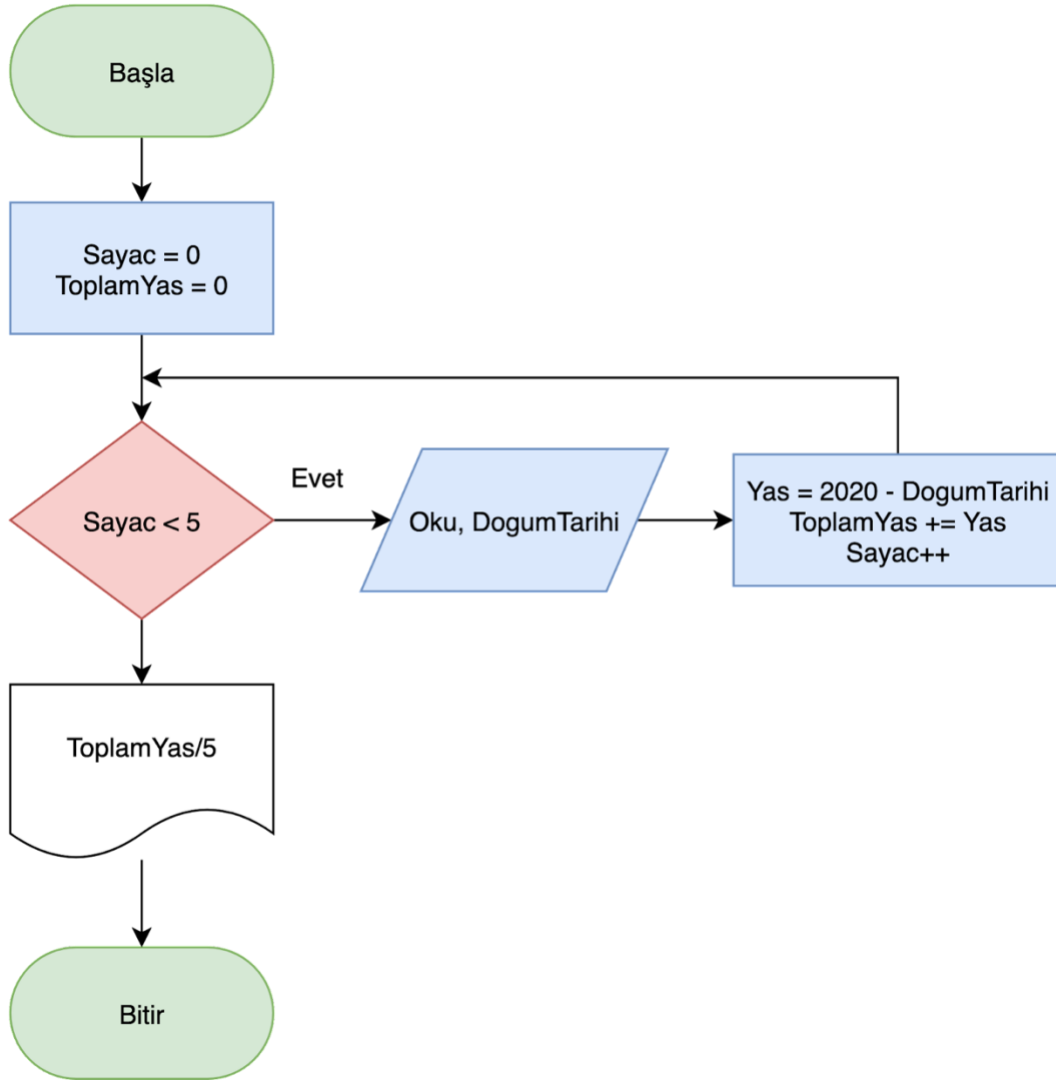 Başla
Sayac = 0
ToplamYas = 0
Sayac < 5
Evet
Oku, DogumTarihi
Yas = 2020 - DogumTarihi
ToplamYas += Yas
Sayac++
ToplamYas/5
Bitir